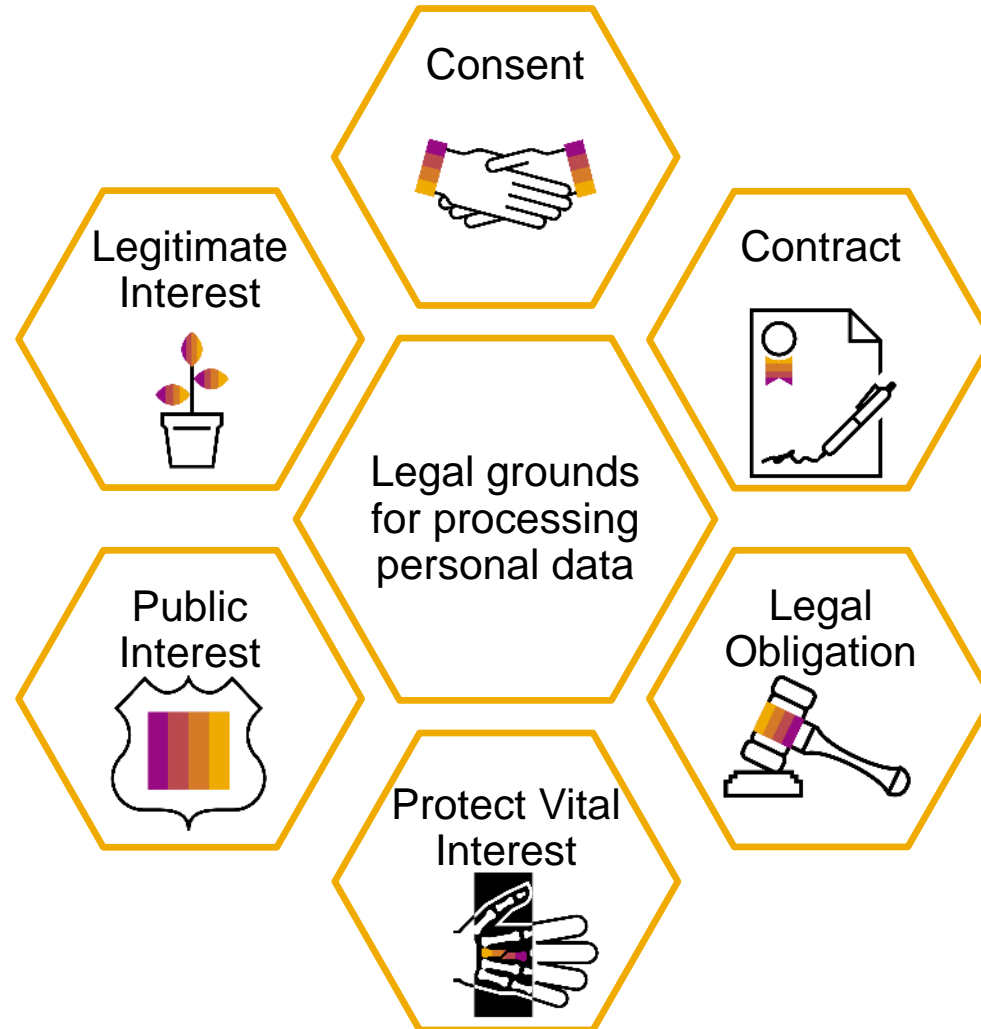 Consent
Legitimate
Interest
Contract
Legal grounds
for processing
personal data
Public
Interest
Legal
Obligation
Protect Vital
Interest